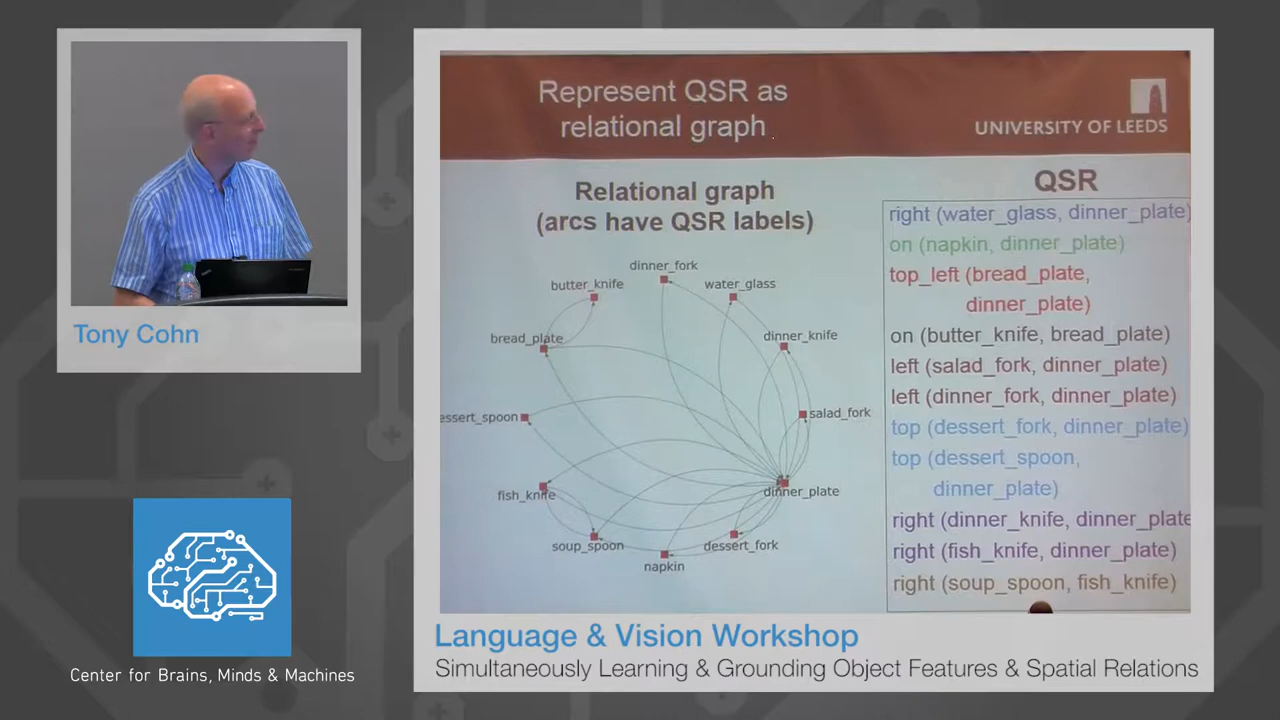 Represent QSR as
relational graph
UNIVERSITY OF LEEDS
Relational graph
(arcs have QSR labels)
dinner_fork
butter_knife
water_glass
bread_plate
dinner_knife
essert_spoon
salad_fork
fish_knife
dinner_plate
soup_spoon
dessert_fork
napkin
QSR
right (water_glass, dinner_plate)
on (napkin, dinner_plate)
top_left (bread_plate,
dinner_plate)
on (butter_knife, bread_plate)
left (salad_fork, dinner_plate)
left (dinner_fork, dinner_plate)
top (dessert_fork, dinner_plate)
top (dessert_spoon,
dinner_plate)
right (dinner_knife, dinner_plate
right (fish_knife, dinner_plate)
right (soup_spoon, fish_knife)
Tony Cohn
Center for Brains, Minds & Machines
Language & Vision Workshop
Simultaneously Learning & Grounding Object Features & Spatial Relations